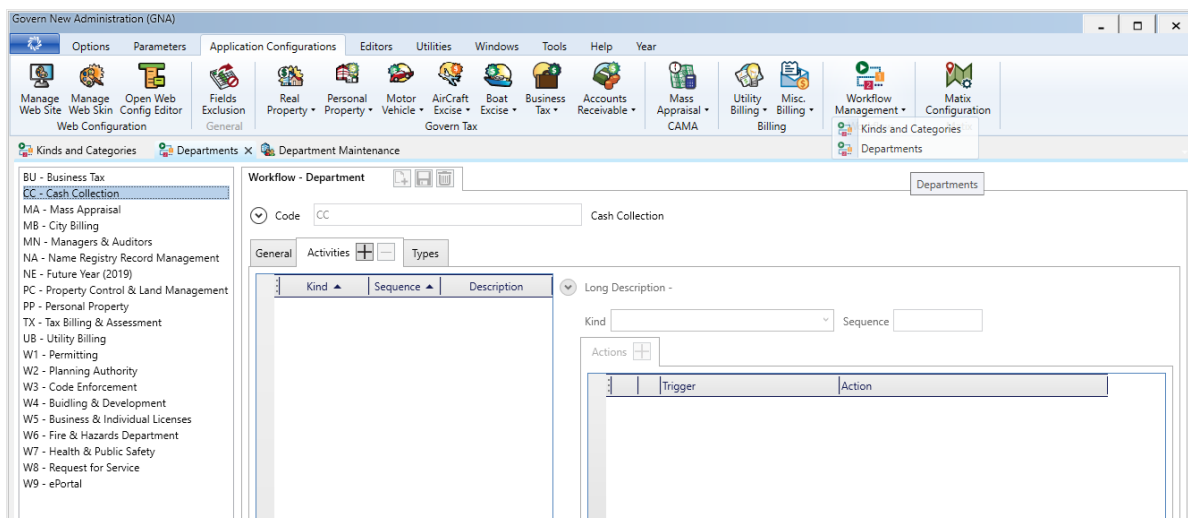 Govern New Administration (GNA)
Options Parameters Application Configurations Editors Utilities Windows Tools Help Year
Manage Web Site
Manage Web Skin
Open Web Config Editor
Web Configuration
Fields Exclusion
General
Real Property
Personal Property
Motor Vehicle
AirCraft Excise
Boat Excise
Business Tax
Accounts Receivable
Govern Tax
Mass Appraisal
CAMA
Utility Billing
Misc. Billing
Billing
Workflow Management
Matix Configuration
Kinds and Categories
Departments
Departments
Kinds and Categories Departments Department Maintenance
BU - Business Tax
CC - Cash Collection
MA - Mass Appraisal
MB - City Billing
MN - Managers & Auditors
NA - Name Registry Record Management
NE - Future Year (2019)
PC - Property Control & Land Management
PP - Personal Property
TX - Tax Billing & Assessment
UB - Utility Billing
W1 - Permitting
W2 - Planning Authority
W3 - Code Enforcement
W4 - Buidling & Development
W5 - Business & Individual Licenses
W6 - Fire & Hazards Department
W7 - Health & Public Safety
W8 - Request for Service
W9 - ePortal
Workflow - Department
Code CC Cash Collection
General Activities Types
Kind Sequence Description
Long Description -
Kind Sequence
Actions
Trigger Action